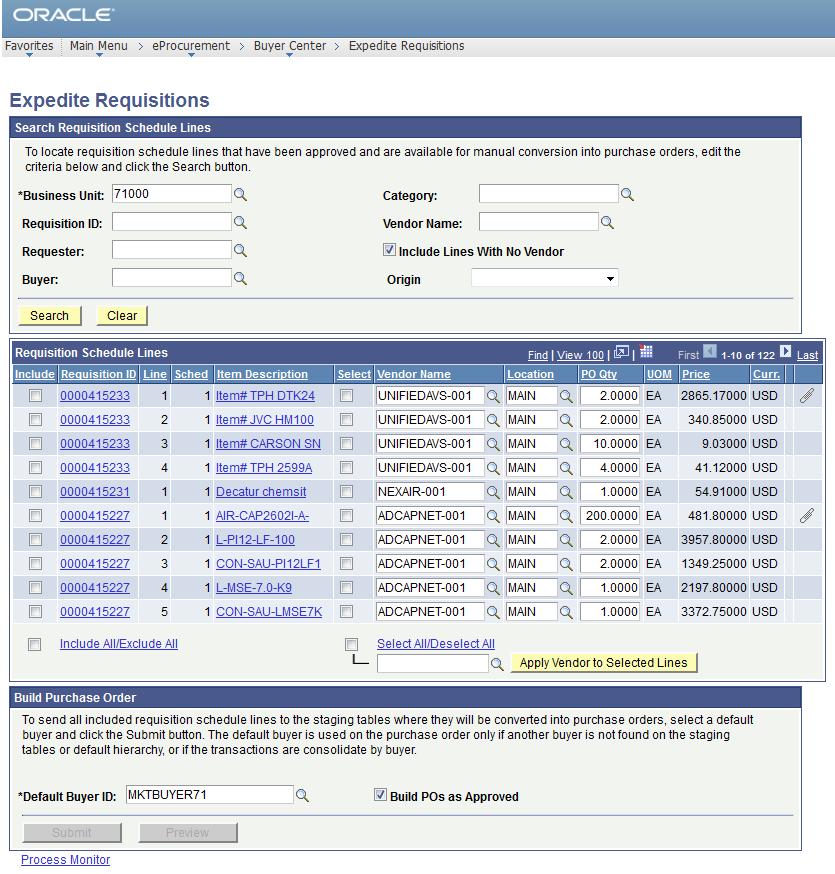 ORACLE
Favorites Main Menu > eProcurement > Buyer Center > Expedite Requisitions
Expedite Requisitions
Search Requisition Schedule Lines
To locate requisition schedule lines that have been approved and are available for manual conversion into purchase orders, edit the
criteria below and click the Search button.
*Business Unit: 71000 Category:
Requisition ID: Vendor Name:
Requester: Include Lines With No Vendor
Buyer: Origin
Search Clear
Requisition Schedule Lines Find | View 100 | | First 1-10 of 122 Last
Include Requisition ID Line Sched Item Description Select Vendor Name Location PO Qty UOM Price Curr.
0000415233 1 1 Item# TPH DTK24 UNIFIEDAVS-001 MAIN 2.0000 EA 2865.17000 USD
0000415233 2 1 Item# JVC HM100 UNIFIEDAVS-001 MAIN 2.0000 EA 340.85000 USD
0000415233 3 1 Item# CARSON SN UNIFIEDAVS-001 MAIN 10.0000 EA 9.03000 USD
0000415233 4 1 Item# TPH 2599A UNIFIEDAVS-001 MAIN 4.0000 EA 41.12000 USD
0000415231 1 1 Decatur chemsit NEXAIR-001 MAIN 1.0000 EA 54.91000 USD
0000415227 1 1 AIR-CAP2602I-A- ADCAPNET-001 MAIN 200.0000 EA 481.80000 USD
0000415227 2 1 L-PI12-LF-100 ADCAPNET-001 MAIN 2.0000 EA 3957.80000 USD
0000415227 3 1 CON-SAU-PI12LF1 ADCAPNET-001 MAIN 2.0000 EA 1349.25000 USD
0000415227 4 1 L-MSE-7.0-K9 ADCAPNET-001 MAIN 1.0000 EA 2197.80000 USD
0000415227 5 1 CON-SAU-LMSE7K ADCAPNET-001 MAIN 1.0000 EA 3372.75000 USD
Include All/Exclude All Select All/Deselect All
Apply Vendor to Selected Lines
Build Purchase Order
To send all included requisition schedule lines to the staging tables where they will be converted into purchase orders, select a default
buyer and click the Submit button. The default buyer is used on the purchase order only if another buyer is not found on the staging
tables or default hierarchy, or if the transactions are consolidate by buyer.
*Default Buyer ID: MKTBUYER71 Build POs as Approved
Submit Preview
Process Monitor